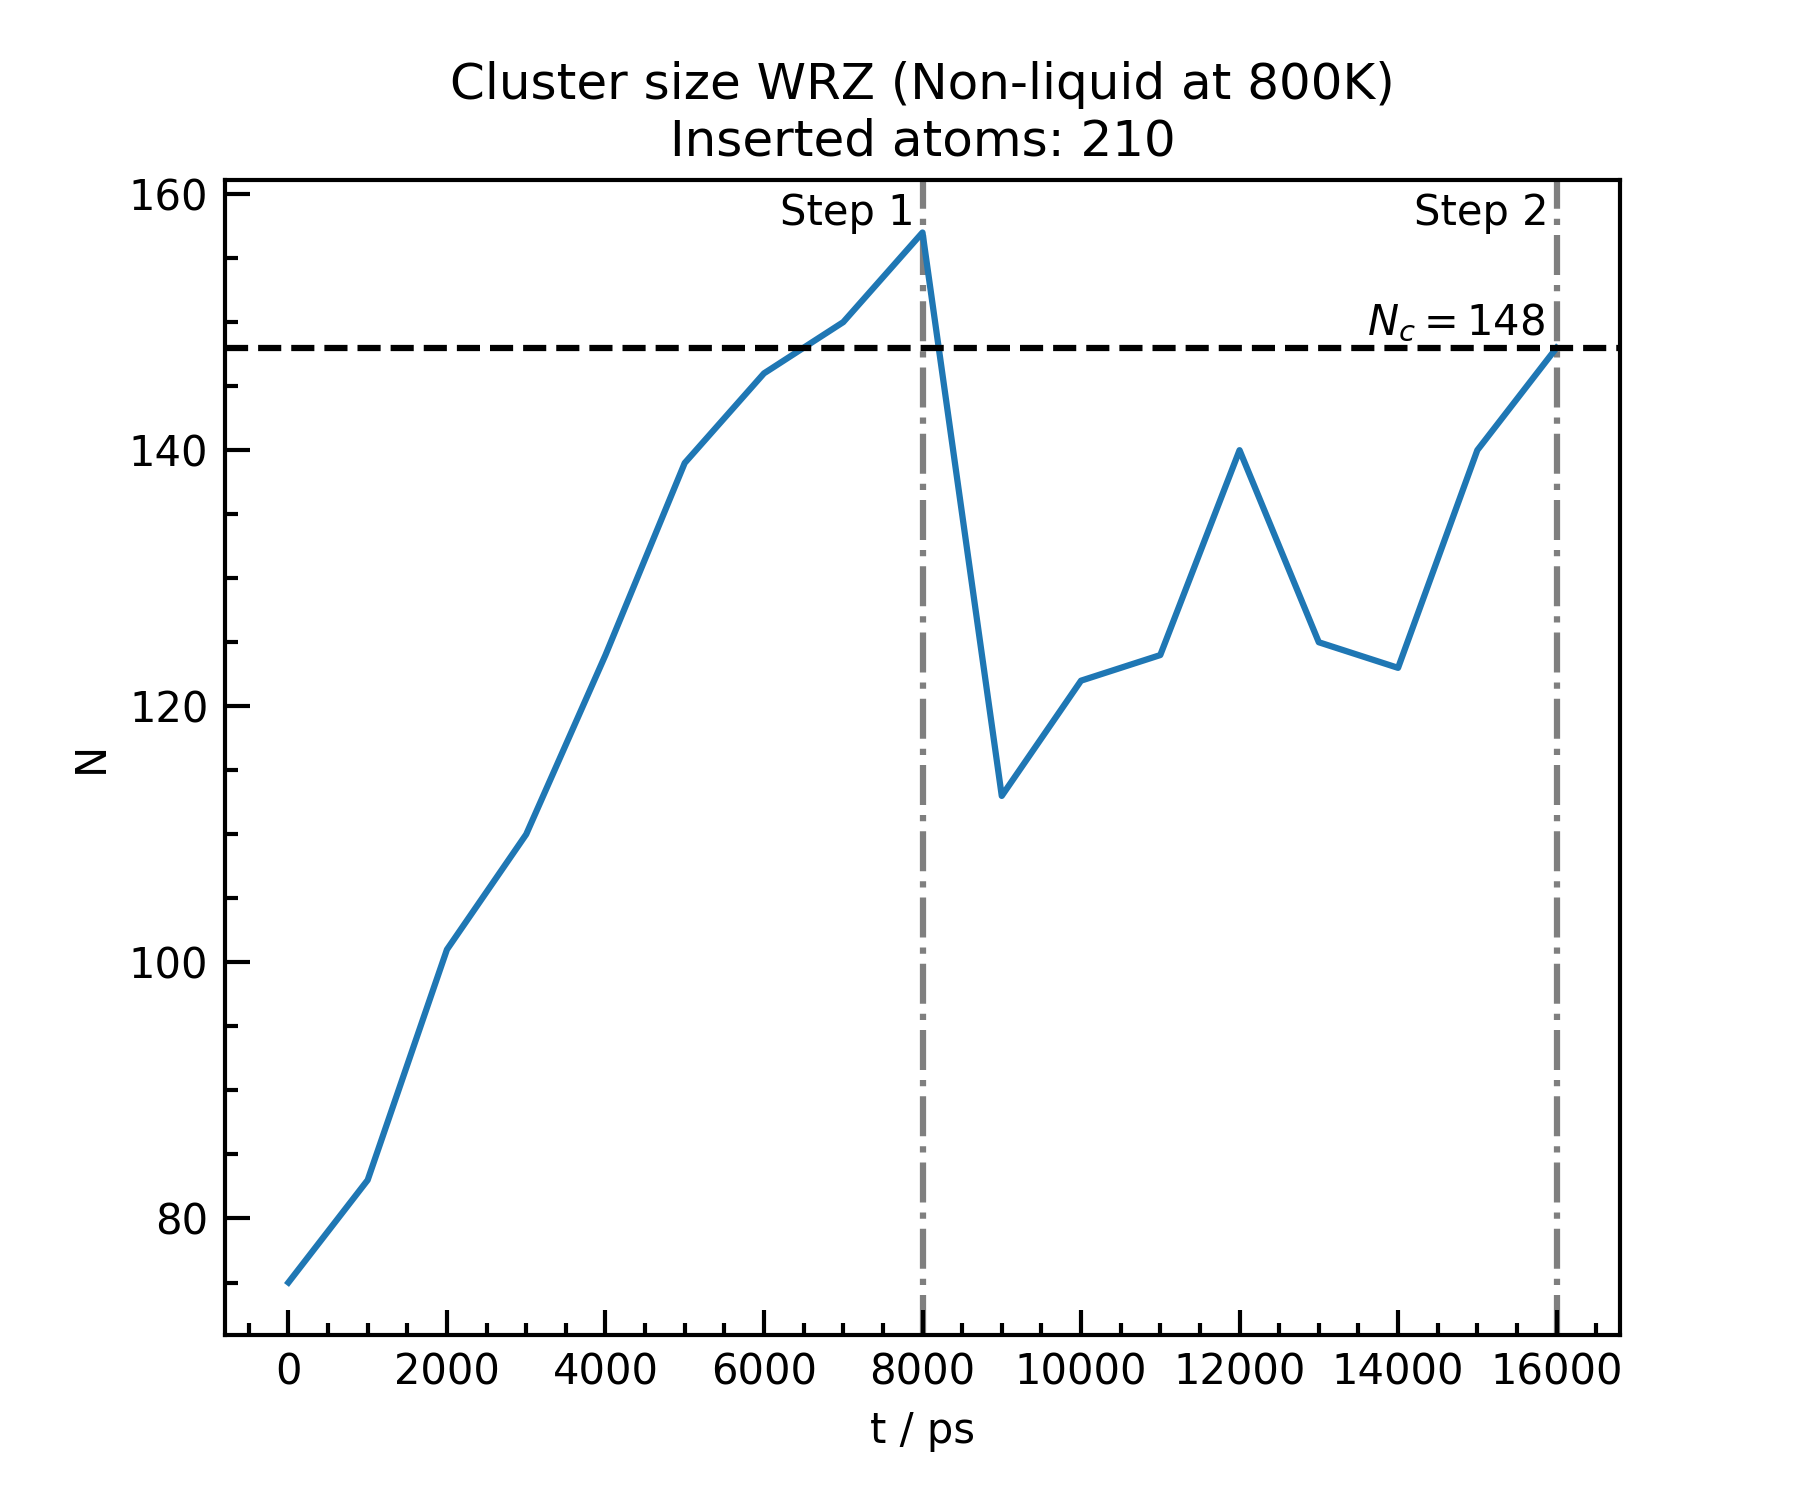 Cluster size WRZ (Non-liquid at 800K)
Inserted atoms: 210
160
140
120
100
80
N
Step 1
Step 2
N_c = 148
0 2000 4000 6000 8000 10000 12000 14000 16000
t / ps